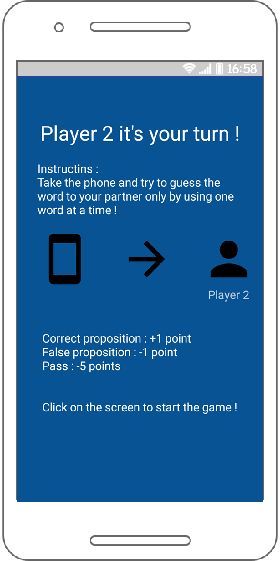 16:58
Player 2 it's your turn !
Instructins :
Take the phone and try to guess the
word to your partner only by using one
word at a time !
Player 2
Correct proposition : +1 point
False proposition : -1 point
Pass : -5 points
Click on the screen to start the game !